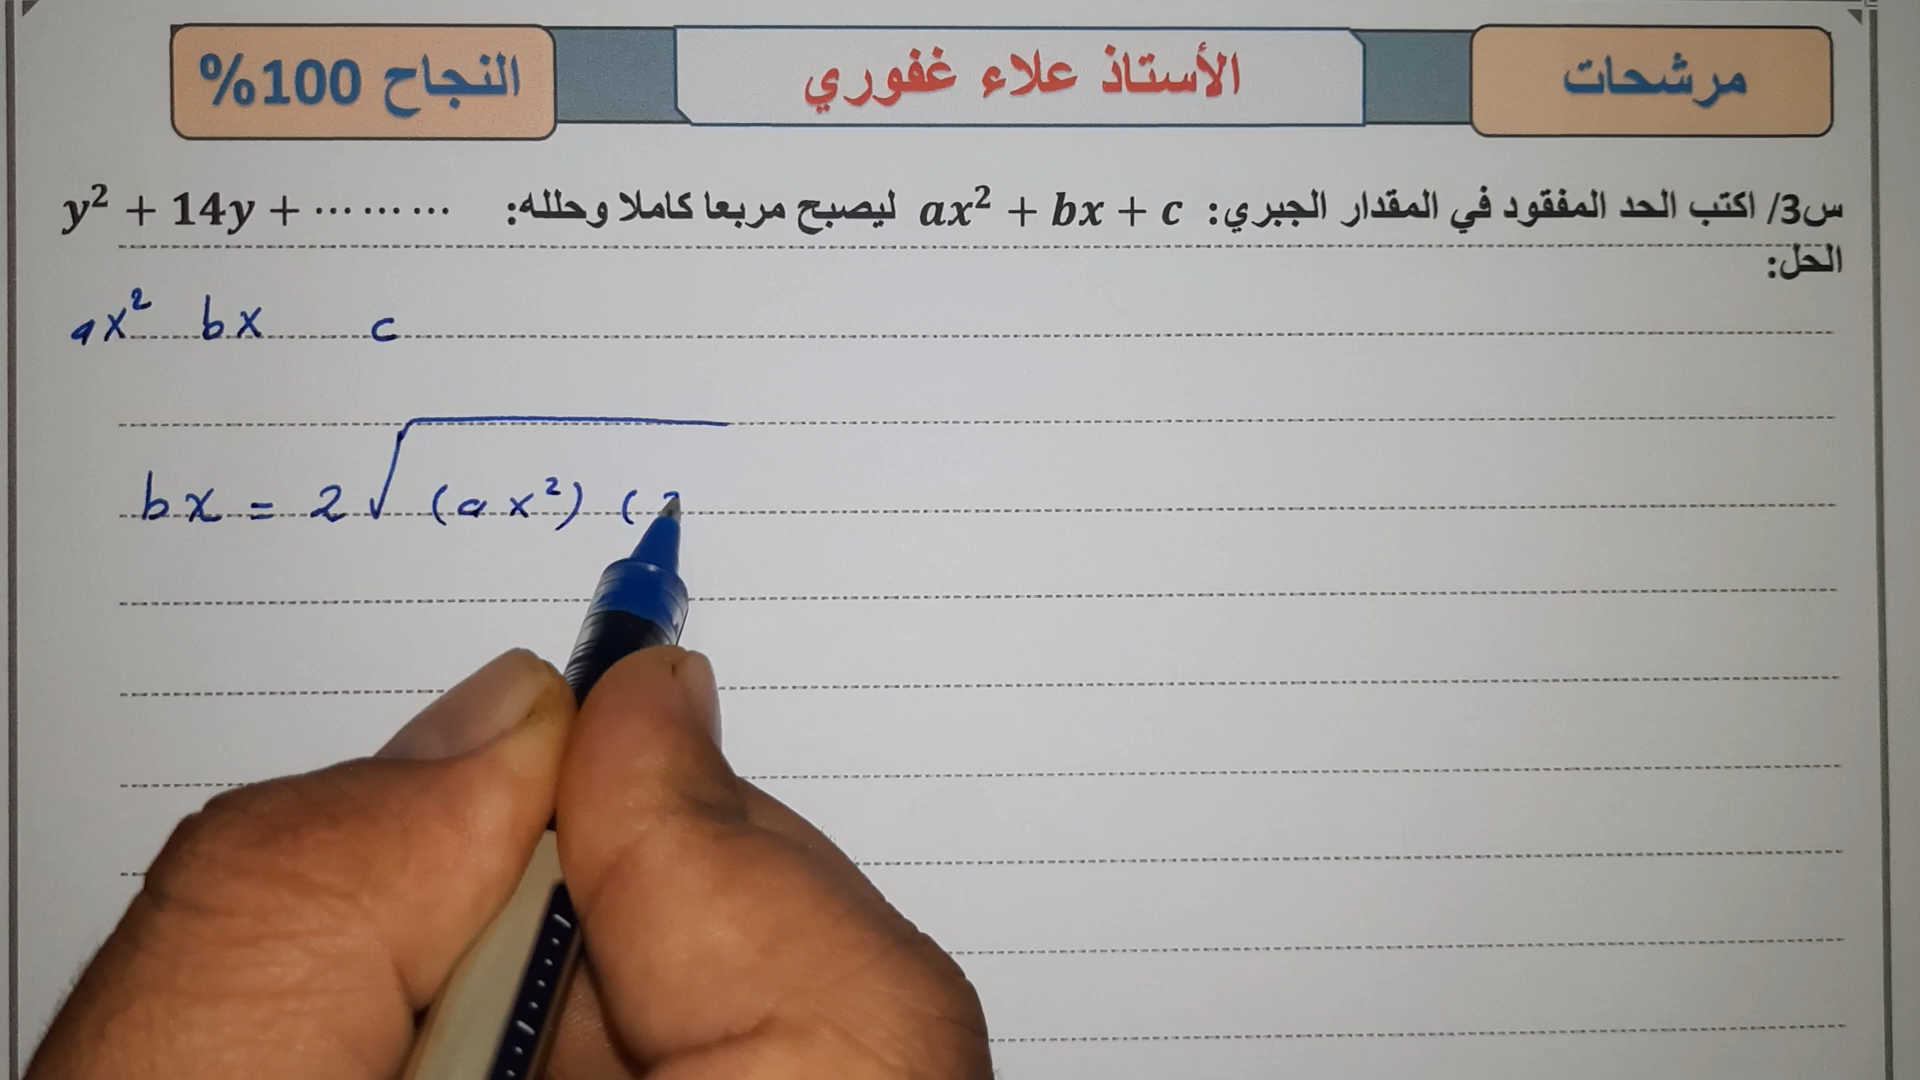 مرشحات
الأستاذ علاء غفوري
النجاح 100%
س3/ اكتب الحد المفقود في المقدار الجبري: ax² + bx + c ليصبح مربعا كاملا وحلله: y² + 14y + ………
الحل:
ax² bx c
bx = 2√(ax²) (